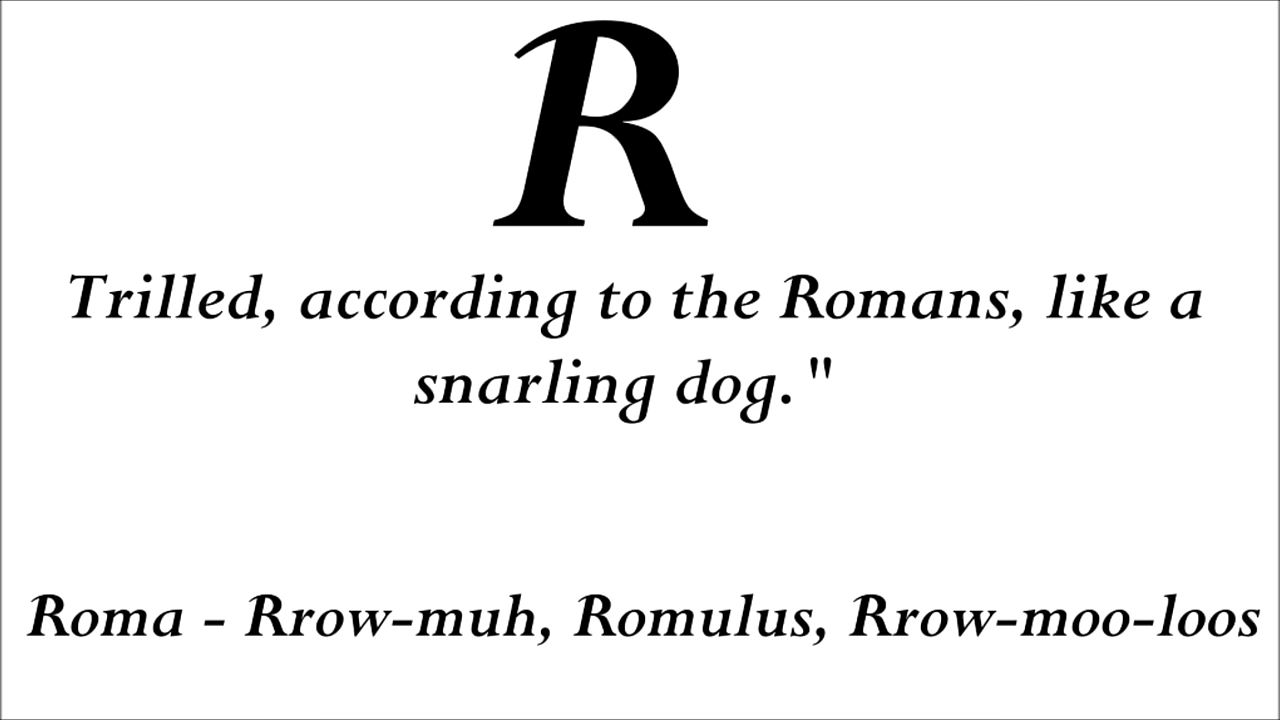 R
Trilled, according to the Romans, like a
snarling dog."
Roma - Rrow-muh, Romulus, Rrow-moo-loos